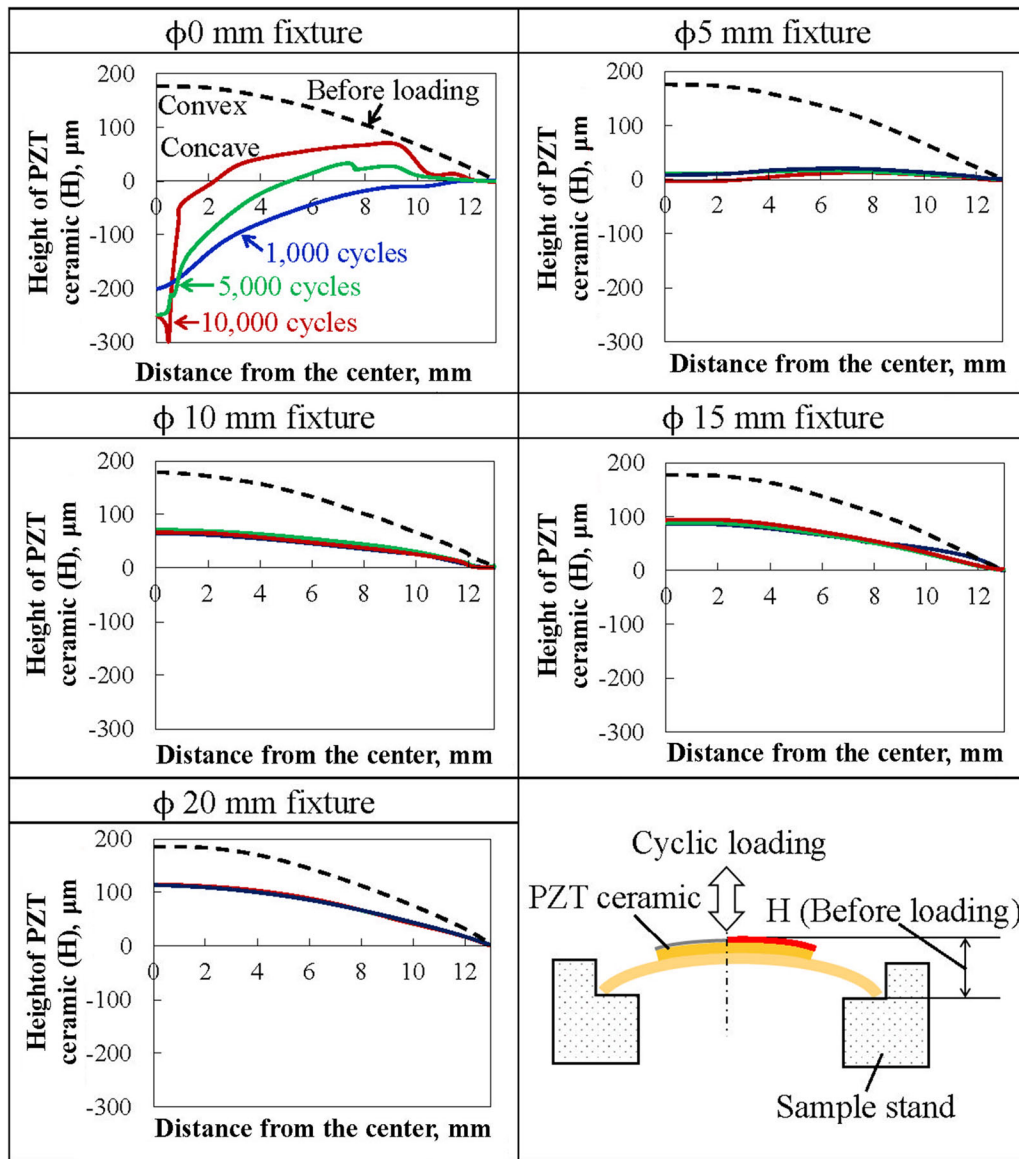 ϕ0 mm fixture
Height of PZT
ceramic (H), μm
200
100
0
-100
-200
-300
Convex
Concave
Before loading
0 2 4 6 8 10 12
1,000 cycles
5,000 cycles
10,000 cycles
Distance from the center, mm
ϕ5 mm fixture
Height of PZT
ceramic (H), μm
200
100
0
-100
-200
-300
0 2 4 6 8 10 12
Distance from the center, mm
ϕ 10 mm fixture
Height of PZT
ceramic (H), μm
200
100
0
-100
-200
-300
0 2 4 6 8 10 12
Distance from the center, mm
ϕ 15 mm fixture
Height of PZT
ceramic (H), μm
200
100
0
-100
-200
-300
0 2 4 6 8 10 12
Distance from the center, mm
ϕ 20 mm fixture
Heightof PZT
ceramic (H), μm
200
100
0
-100
-200
-300
0 2 4 6 8 10 12
Distance from the center, mm
Cyclic loading
PZT ceramic
H (Before loading)
Sample stand